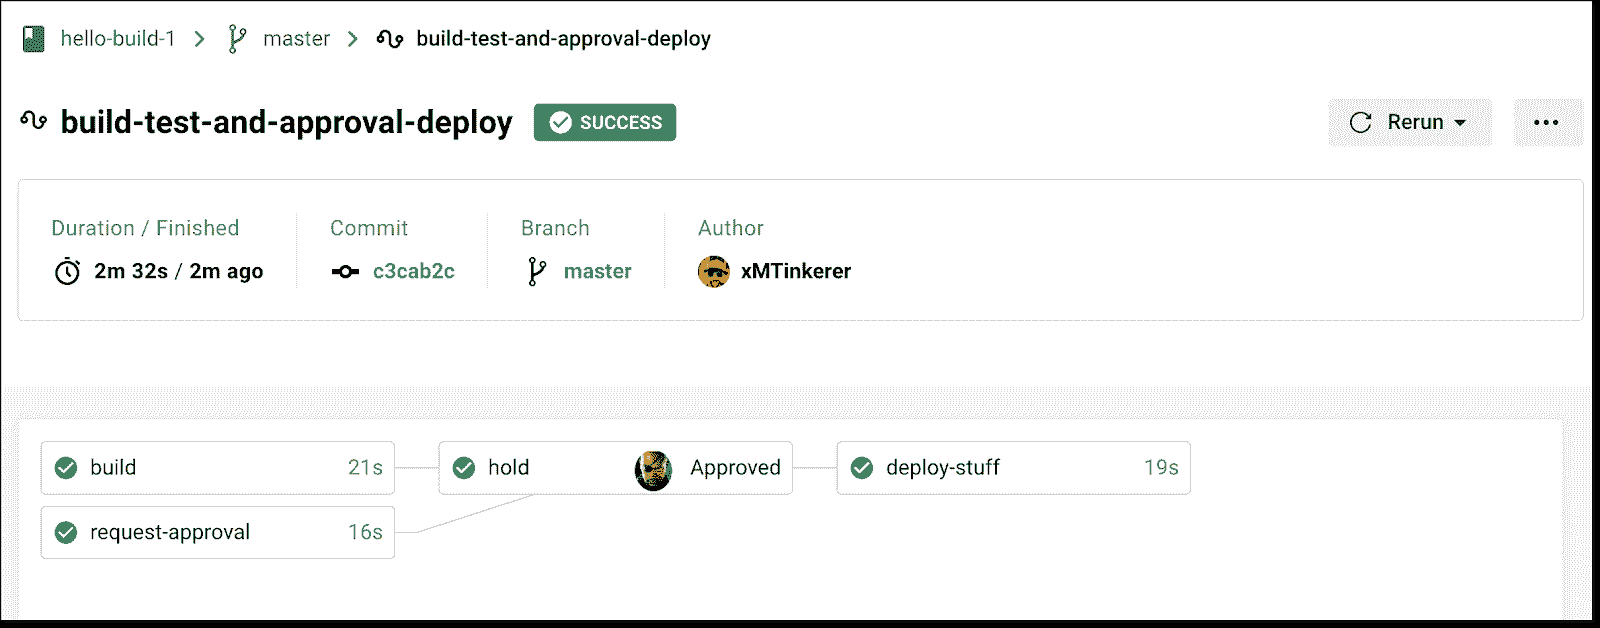 hello-build-1 > master > build-test-and-approval-deploy
build-test-and-approval-deploy SUCCESS Rerun ...
Duration / Finished Commit Branch Author
2m 32s / 2m ago c3cab2c master xMTinkerer
build 21s hold Approved deploy-stuff 19s
request-approval 16s